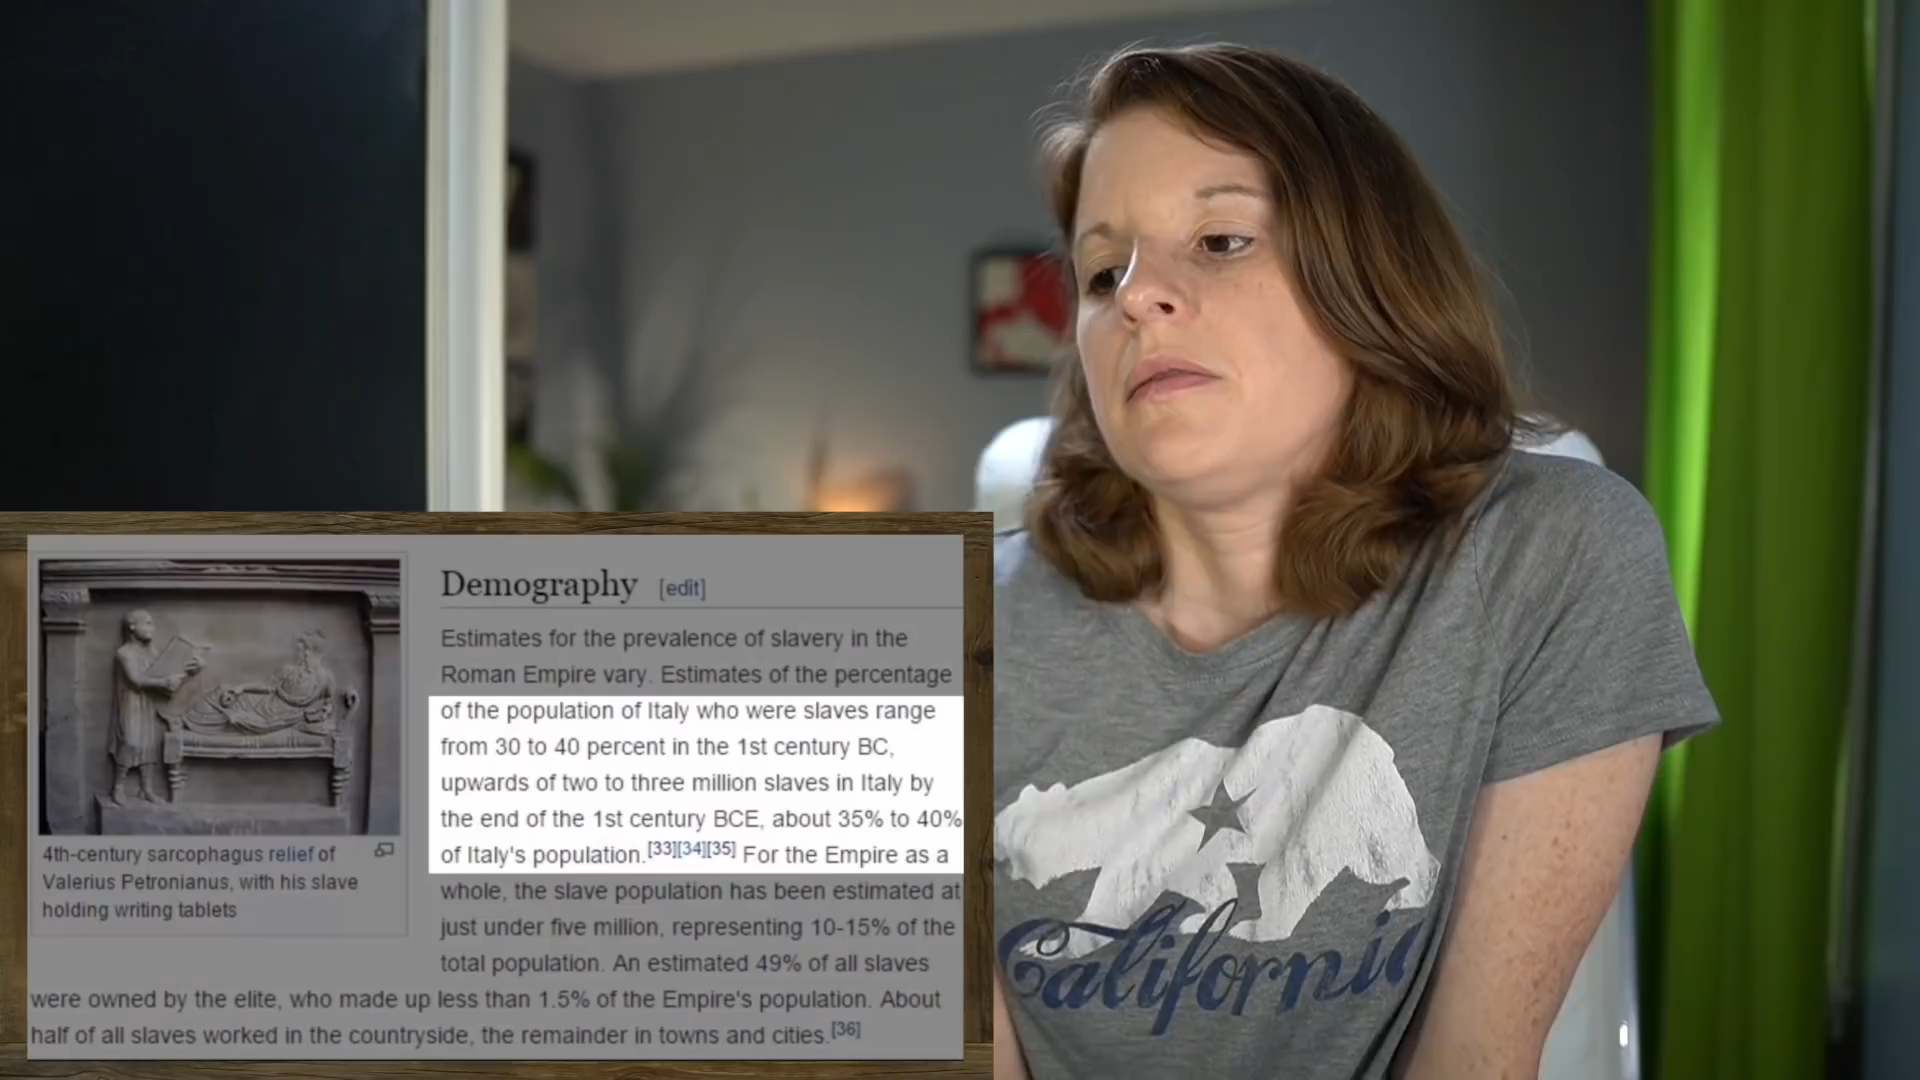 Demography [edit]
Estimates for the prevalence of slavery in the
Roman Empire vary. Estimates of the percentage
of the population of Italy who were slaves range
from 30 to 40 percent in the 1st century BC,
upwards of two to three million slaves in Italy by
the end of the 1st century BCE, about 35% to 40%
of Italy's population.[33][34][35] For the Empire as a
whole, the slave population has been estimated at
just under five million, representing 10-15% of the
total population. An estimated 49% of all slaves
were owned by the elite, who made up less than 1.5% of the Empire's population. About
half of all slaves worked in the countryside, the remainder in towns and cities.[36]
4th-century sarcophagus relief of
Valerius Petronianus, with his slave
holding writing tablets
California